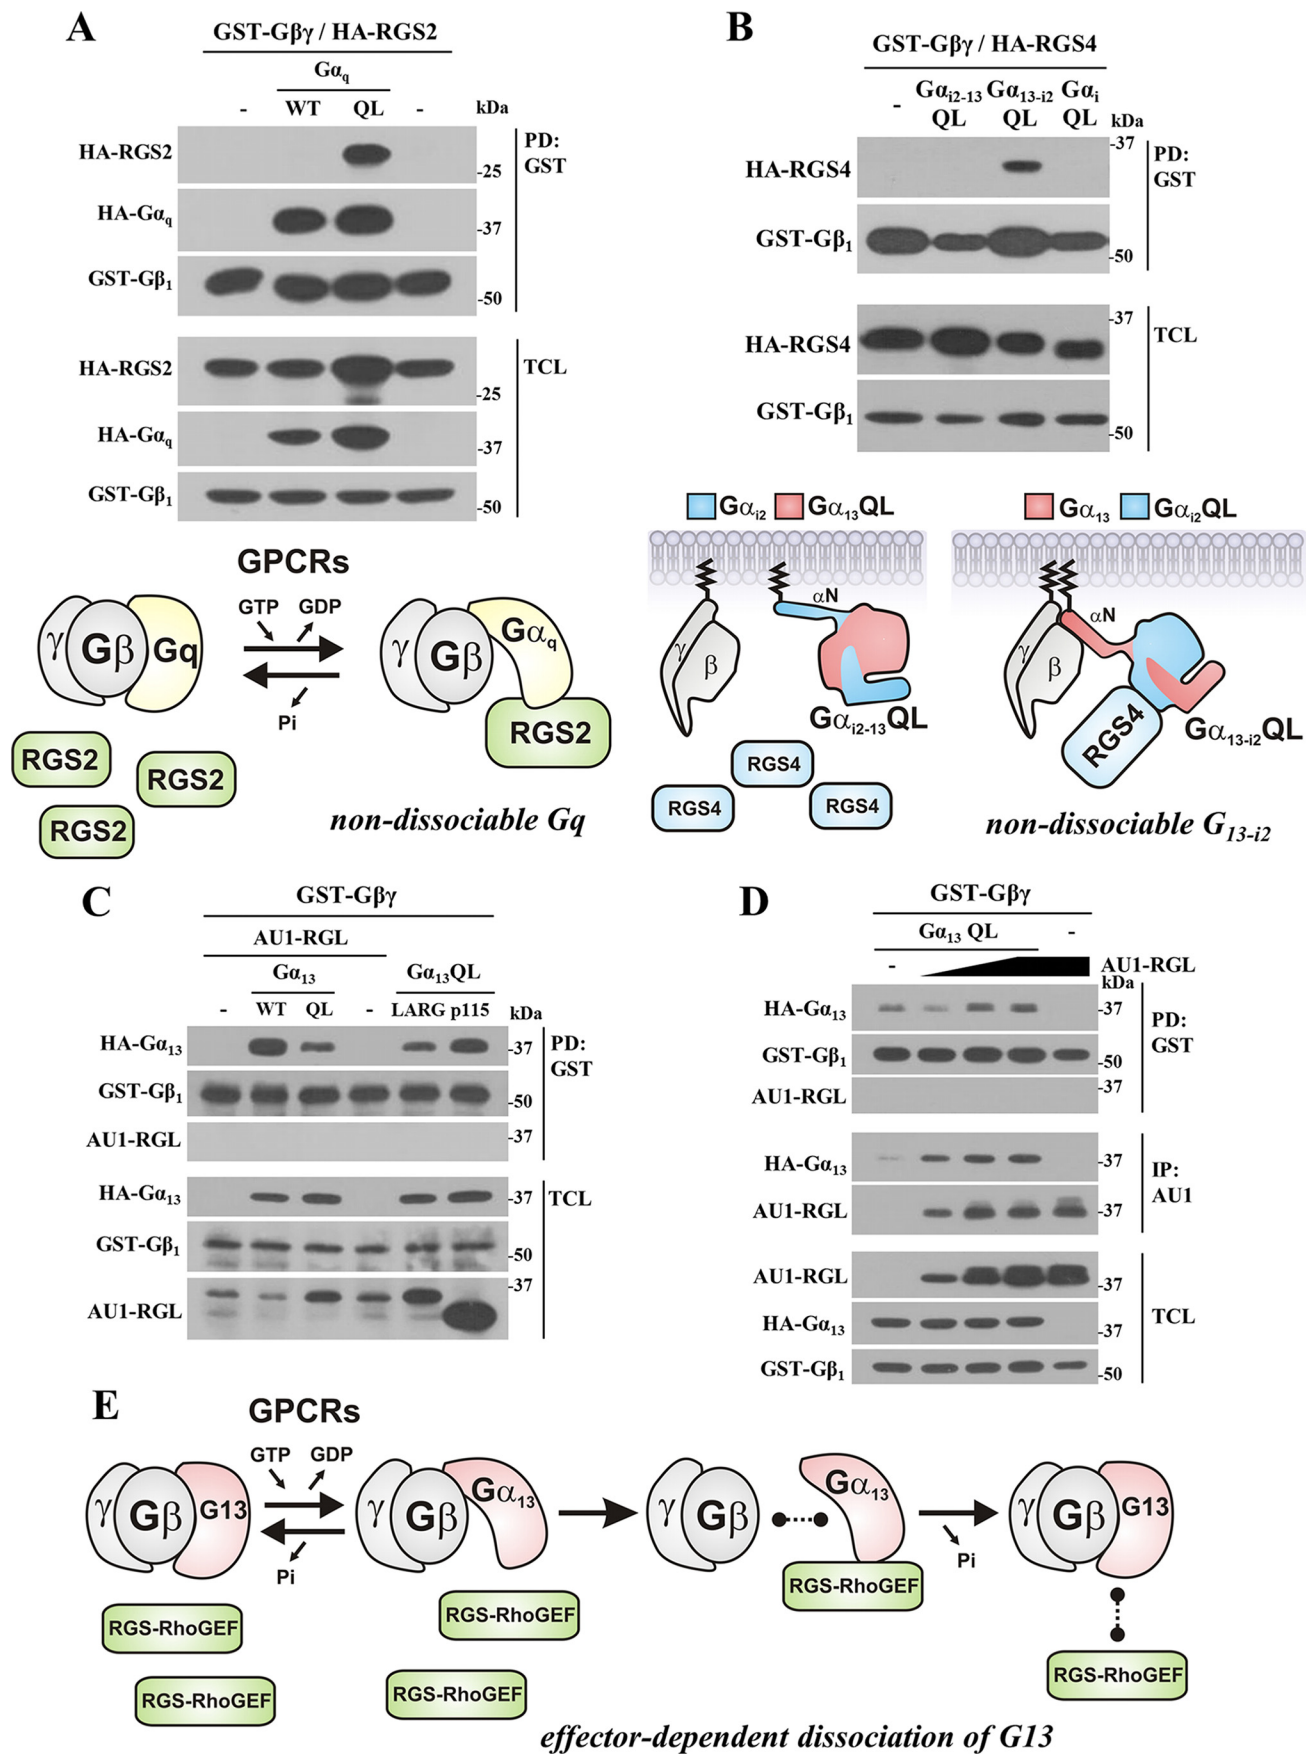 A
GST-Gβγ / HA-RGS2
Gαq
- WT QL - kDa
HA-RGS2 -25 PD: GST
HA-Gαq -37
GST-Gβ1 -50
HA-RGS2 -25 TCL
HA-Gαq -37
GST-Gβ1 -50
GPCRs
GTP GDP
γ Gβ Gq
Pi
γ Gβ Gαq
RGS2
RGS2
RGS2
RGS2
non-dissociable Gq
B
GST-Gβγ / HA-RGS4
- Gαi2-13 QL Gα13-i2 QL Gαi QL kDa
HA-RGS4 -37 PD: GST
GST-Gβ1 -50
HA-RGS4 -37 TCL
GST-Gβ1 -50
Gαi2 Gα13QL
γ β
αN
Gαi2-13QL
RGS4
RGS4
RGS4
Gα13 Gαi2QL
γ β
αN
RGS4
Gα13-i2QL
non-dissociable G13-i2
C
GST-Gβγ
AU1-RGL
Gα13 Gα13QL
- WT QL - LARG p115 kDa
HA-Gα13 -37 PD: GST
GST-Gβ1 -50
AU1-RGL -37
HA-Gα13 -37 TCL
GST-Gβ1 -50
AU1-RGL -37
D
GST-Gβγ
Gα13 QL -
- AU1-RGL
kDa
HA-Gα13 -37 PD: GST
GST-Gβ1 -50
AU1-RGL -37
HA-Gα13 -37 IP: AU1
AU1-RGL -37
AU1-RGL -37 TCL
HA-Gα13 -37
GST-Gβ1 -50
E
GPCRs
GTP GDP
γ Gβ G13
Pi
γ Gβ Gα13
γ Gβ
Gα13
RGS-RhoGEF
Pi
γ Gβ G13
RGS-RhoGEF
RGS-RhoGEF
RGS-RhoGEF
RGS-RhoGEF
RGS-RhoGEF
effector-dependent dissociation of G13